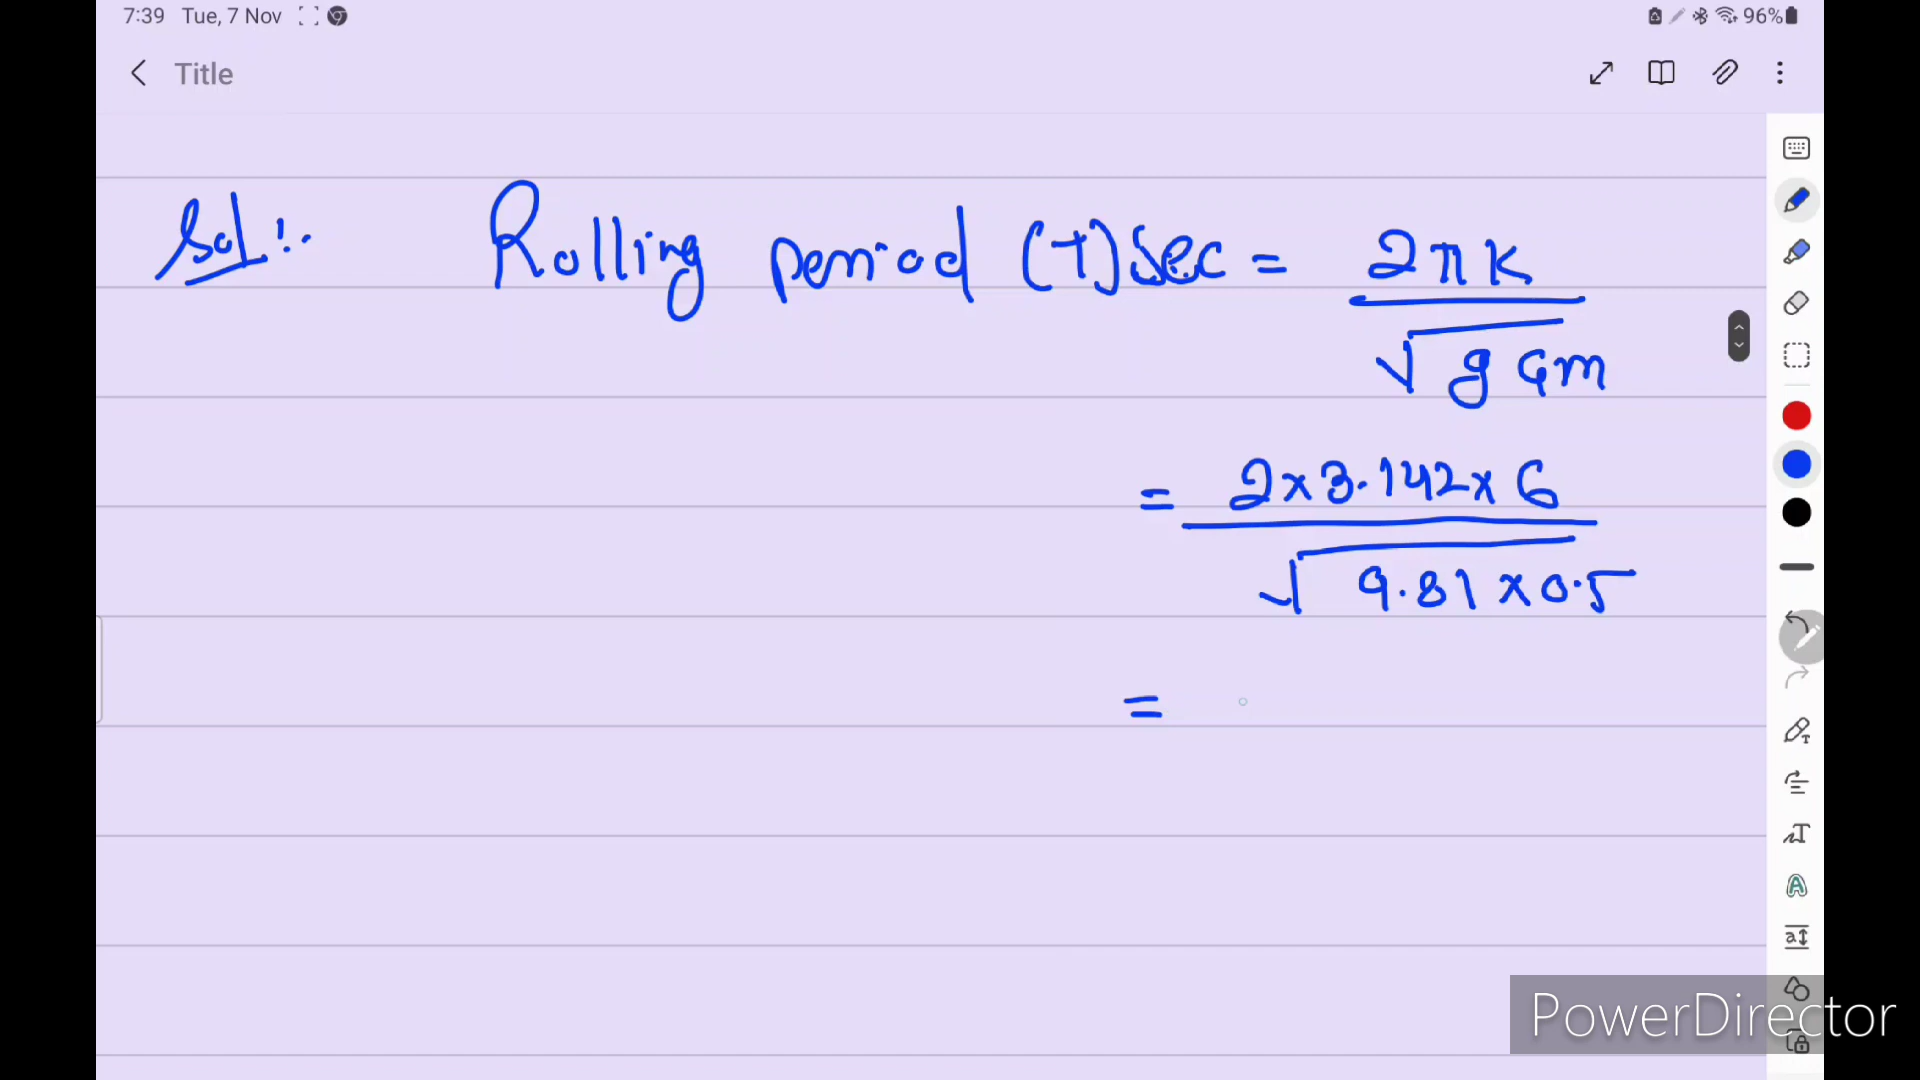 7:39 Tue, 7 Nov 96%
Title
Sol:- Rolling period (T) Sec = 2πK
√g GM
= 2×3.142×6
√9.81×0.5
=
PowerDirector